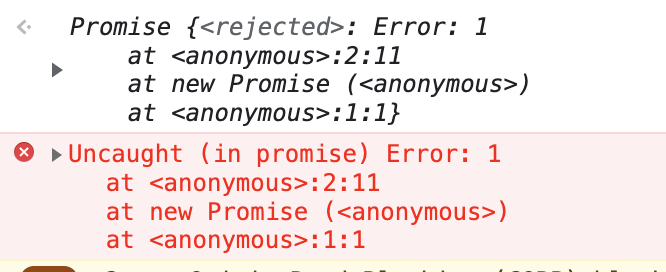 Promise {<rejected>: Error: 1
at <anonymous>:2:11
at new Promise (<anonymous>)
at <anonymous>:1:1}
Uncaught (in promise) Error: 1
at <anonymous>:2:11
at new Promise (<anonymous>)
at <anonymous>:1:1